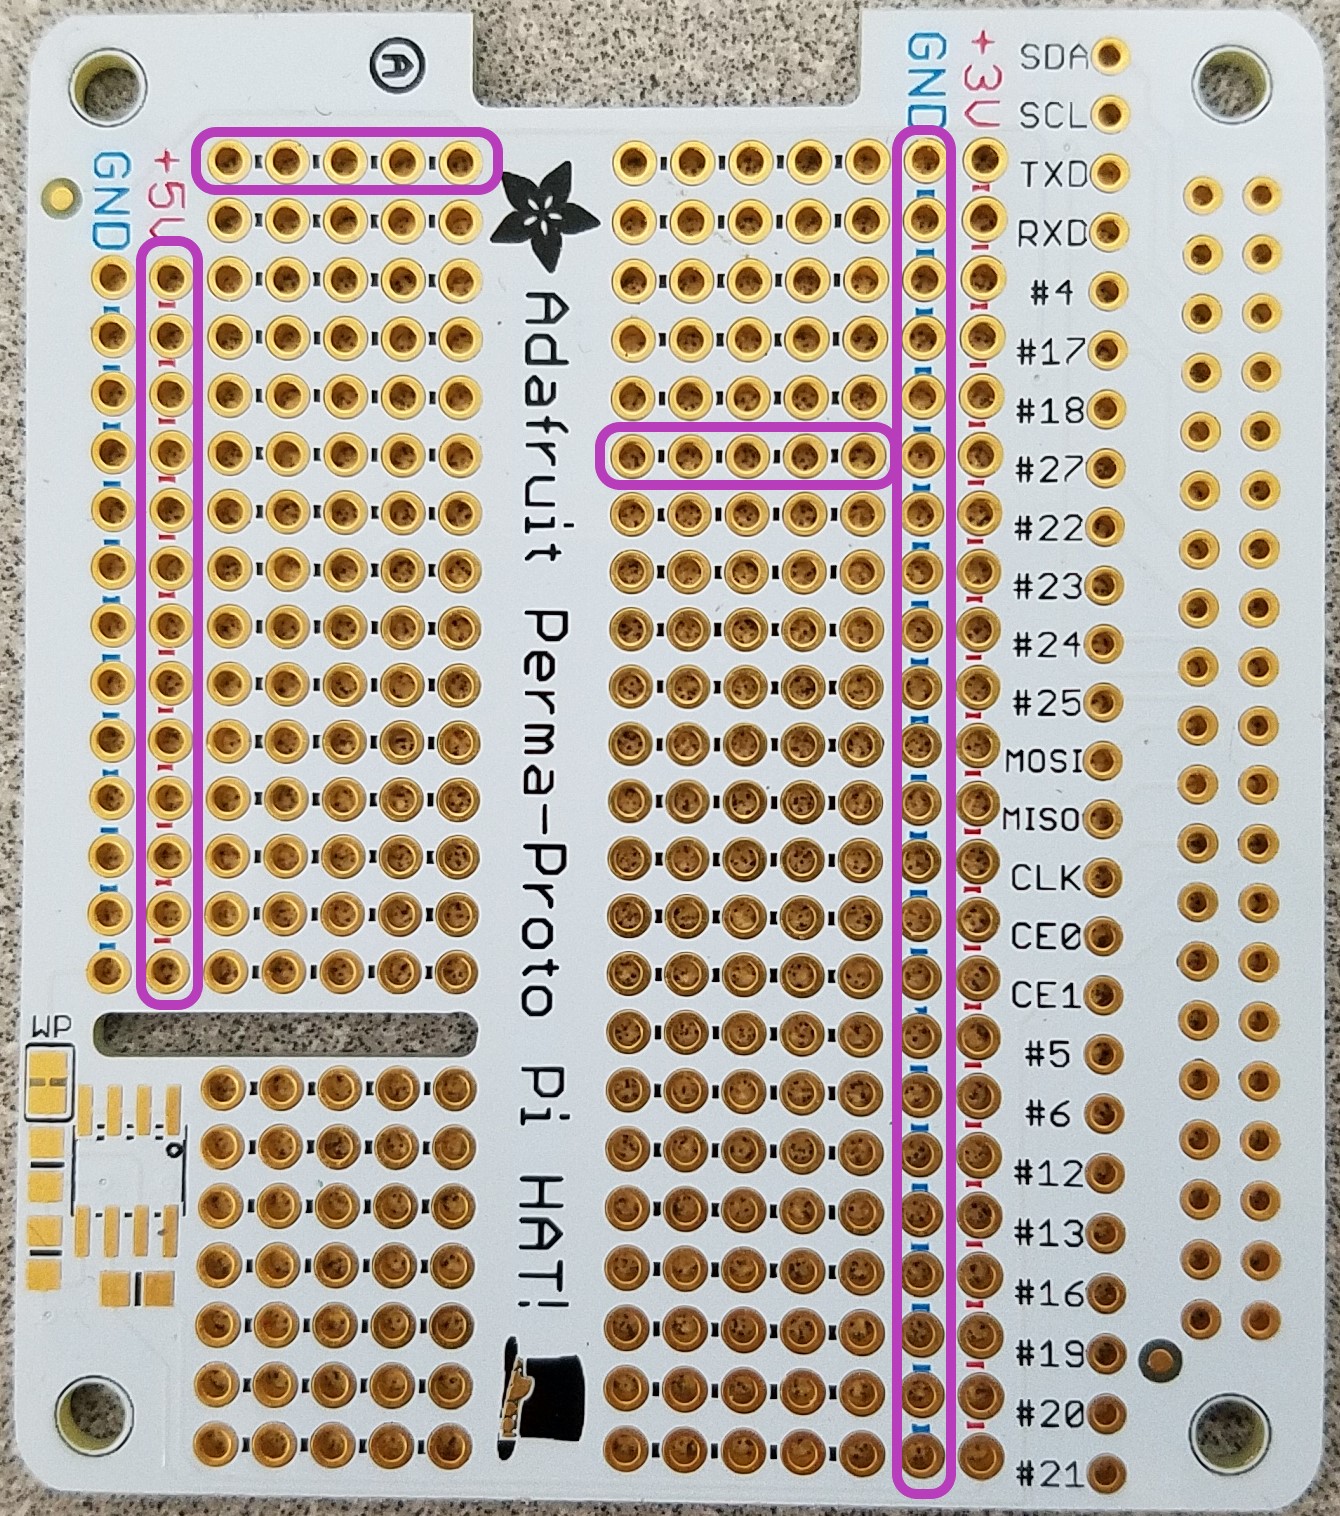 A
GND
+5V
Adafruit Perma-Proto Pi HAT!
GND
+3V
SDA
SCL
TXD
RXD
#4
#17
#18
#27
#22
#23
#24
#25
MOSI
MISO
CLK
CE0
CE1
#5
#6
#12
#13
#16
#19
#20
#21
WP